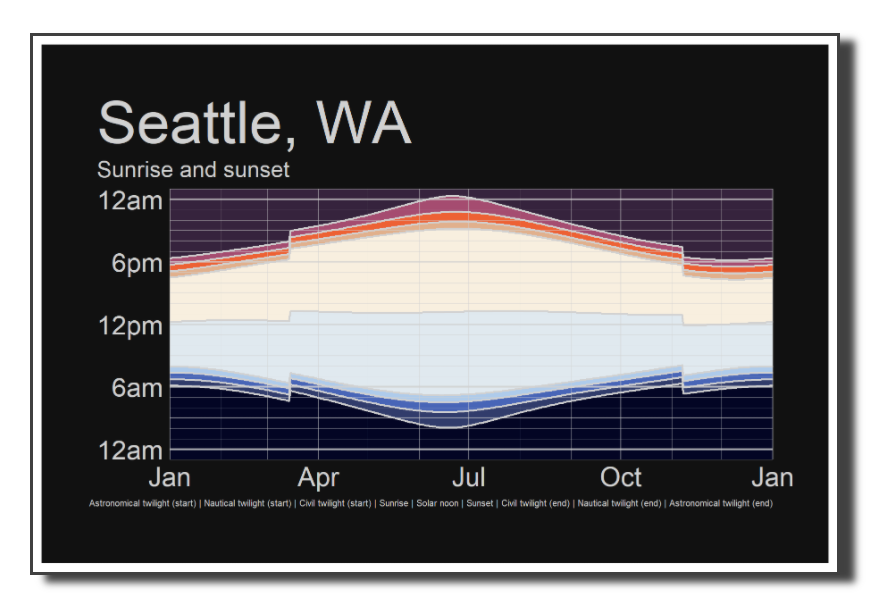 Seattle, WA
Sunrise and sunset
12am
6pm
12pm
6am
12am
Jan Apr Jul Oct Jan
Astronomical twilight (start) | Nautical twilight (start) | Civil twilight (start) | Sunrise | Solar noon | Sunset | Civil twilight (end) | Nautical twilight (end) | Astronomical twilight (end)